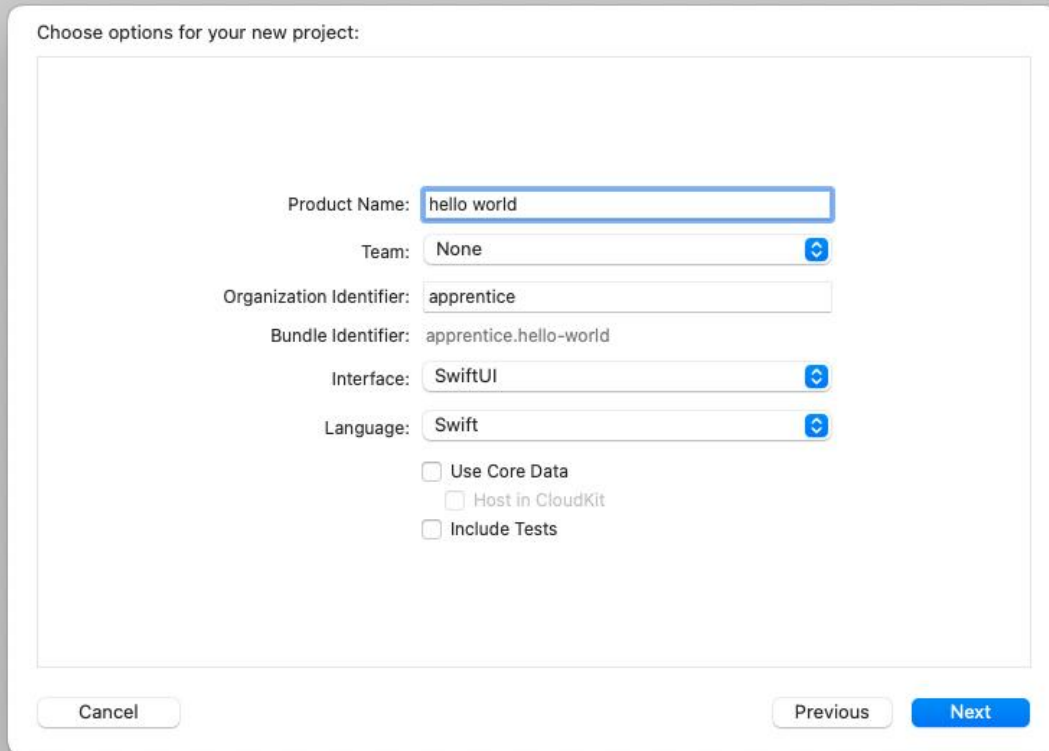 Choose options for your new project:
Product Name: hello world
Team: None
Organization Identifier: apprentice
Bundle Identifier: apprentice.hello-world
Interface: SwiftUI
Language: Swift
Use Core Data
Host in CloudKit
Include Tests
Cancel Previous Next